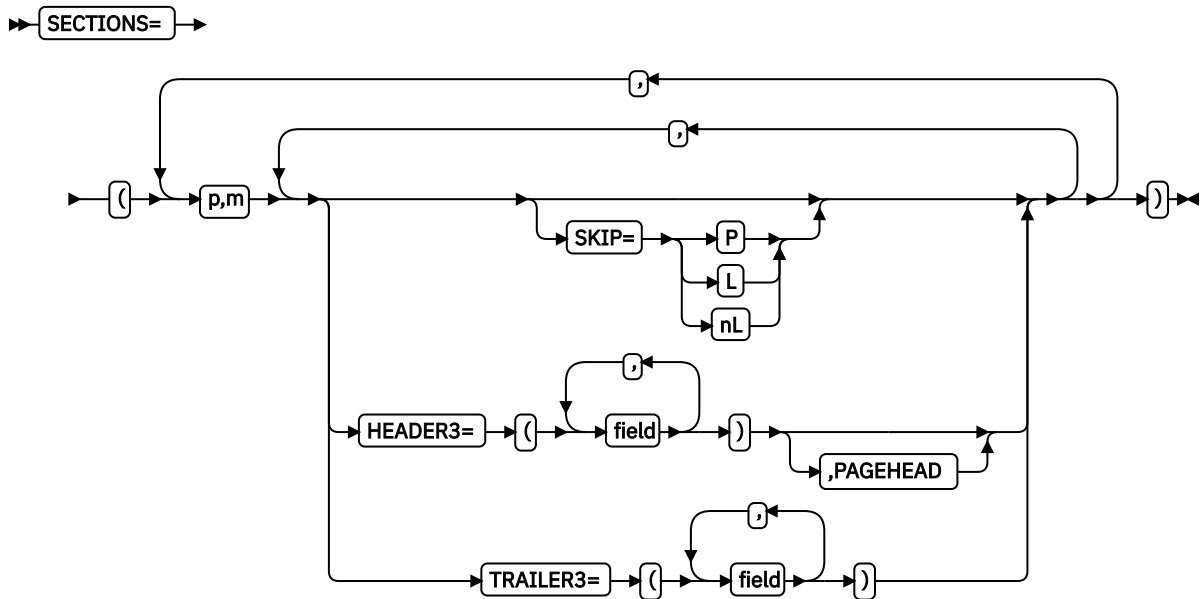 SECTIONS=
,
,
( p,m )
SKIP= P
L
nL
,
HEADER3= ( field )
,PAGEHEAD
,
TRAILER3= ( field )